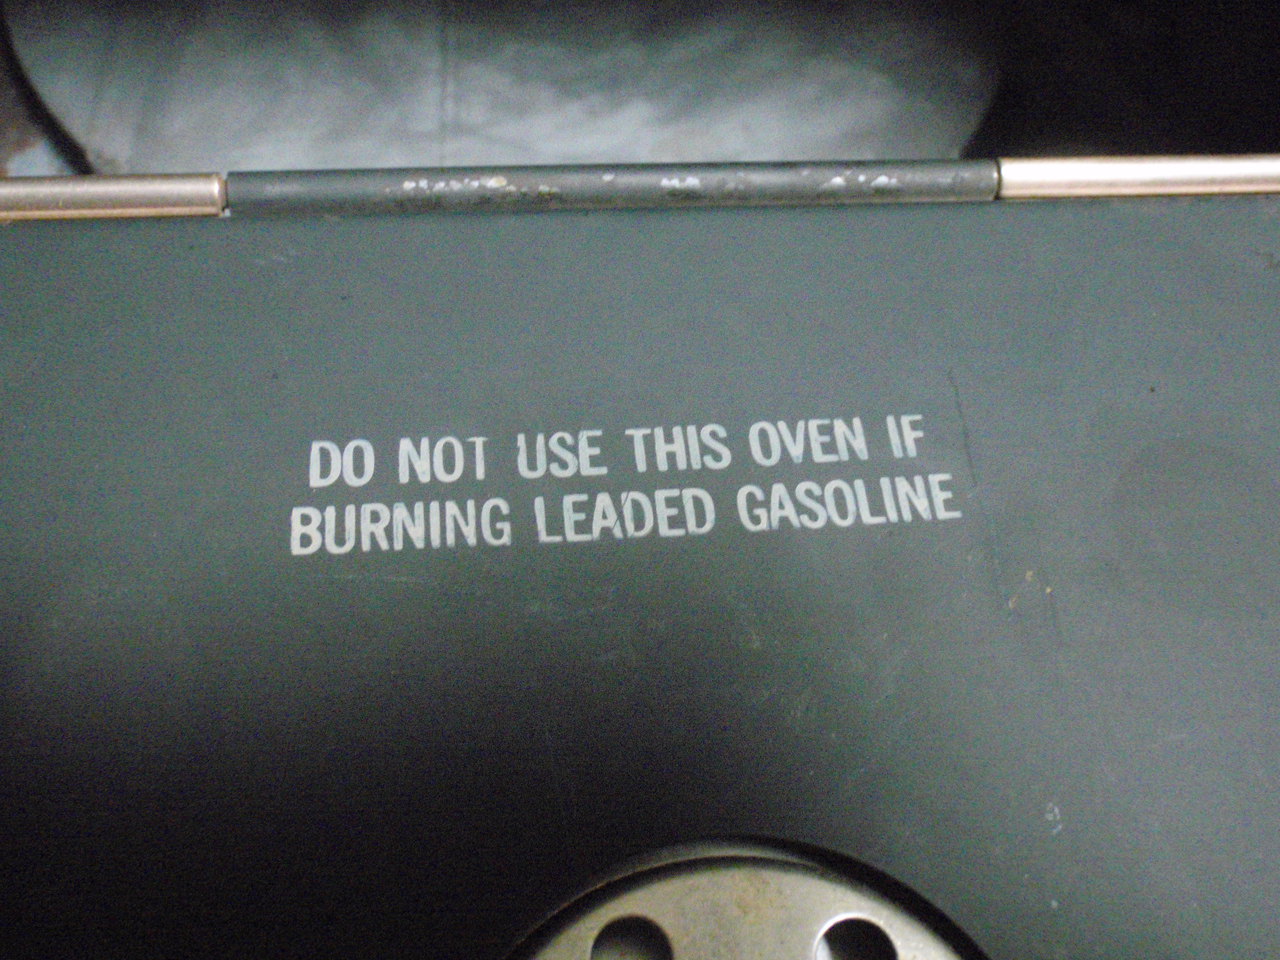 DO NOT USE THIS OVEN IF
BURNING LEADED GASOLINE